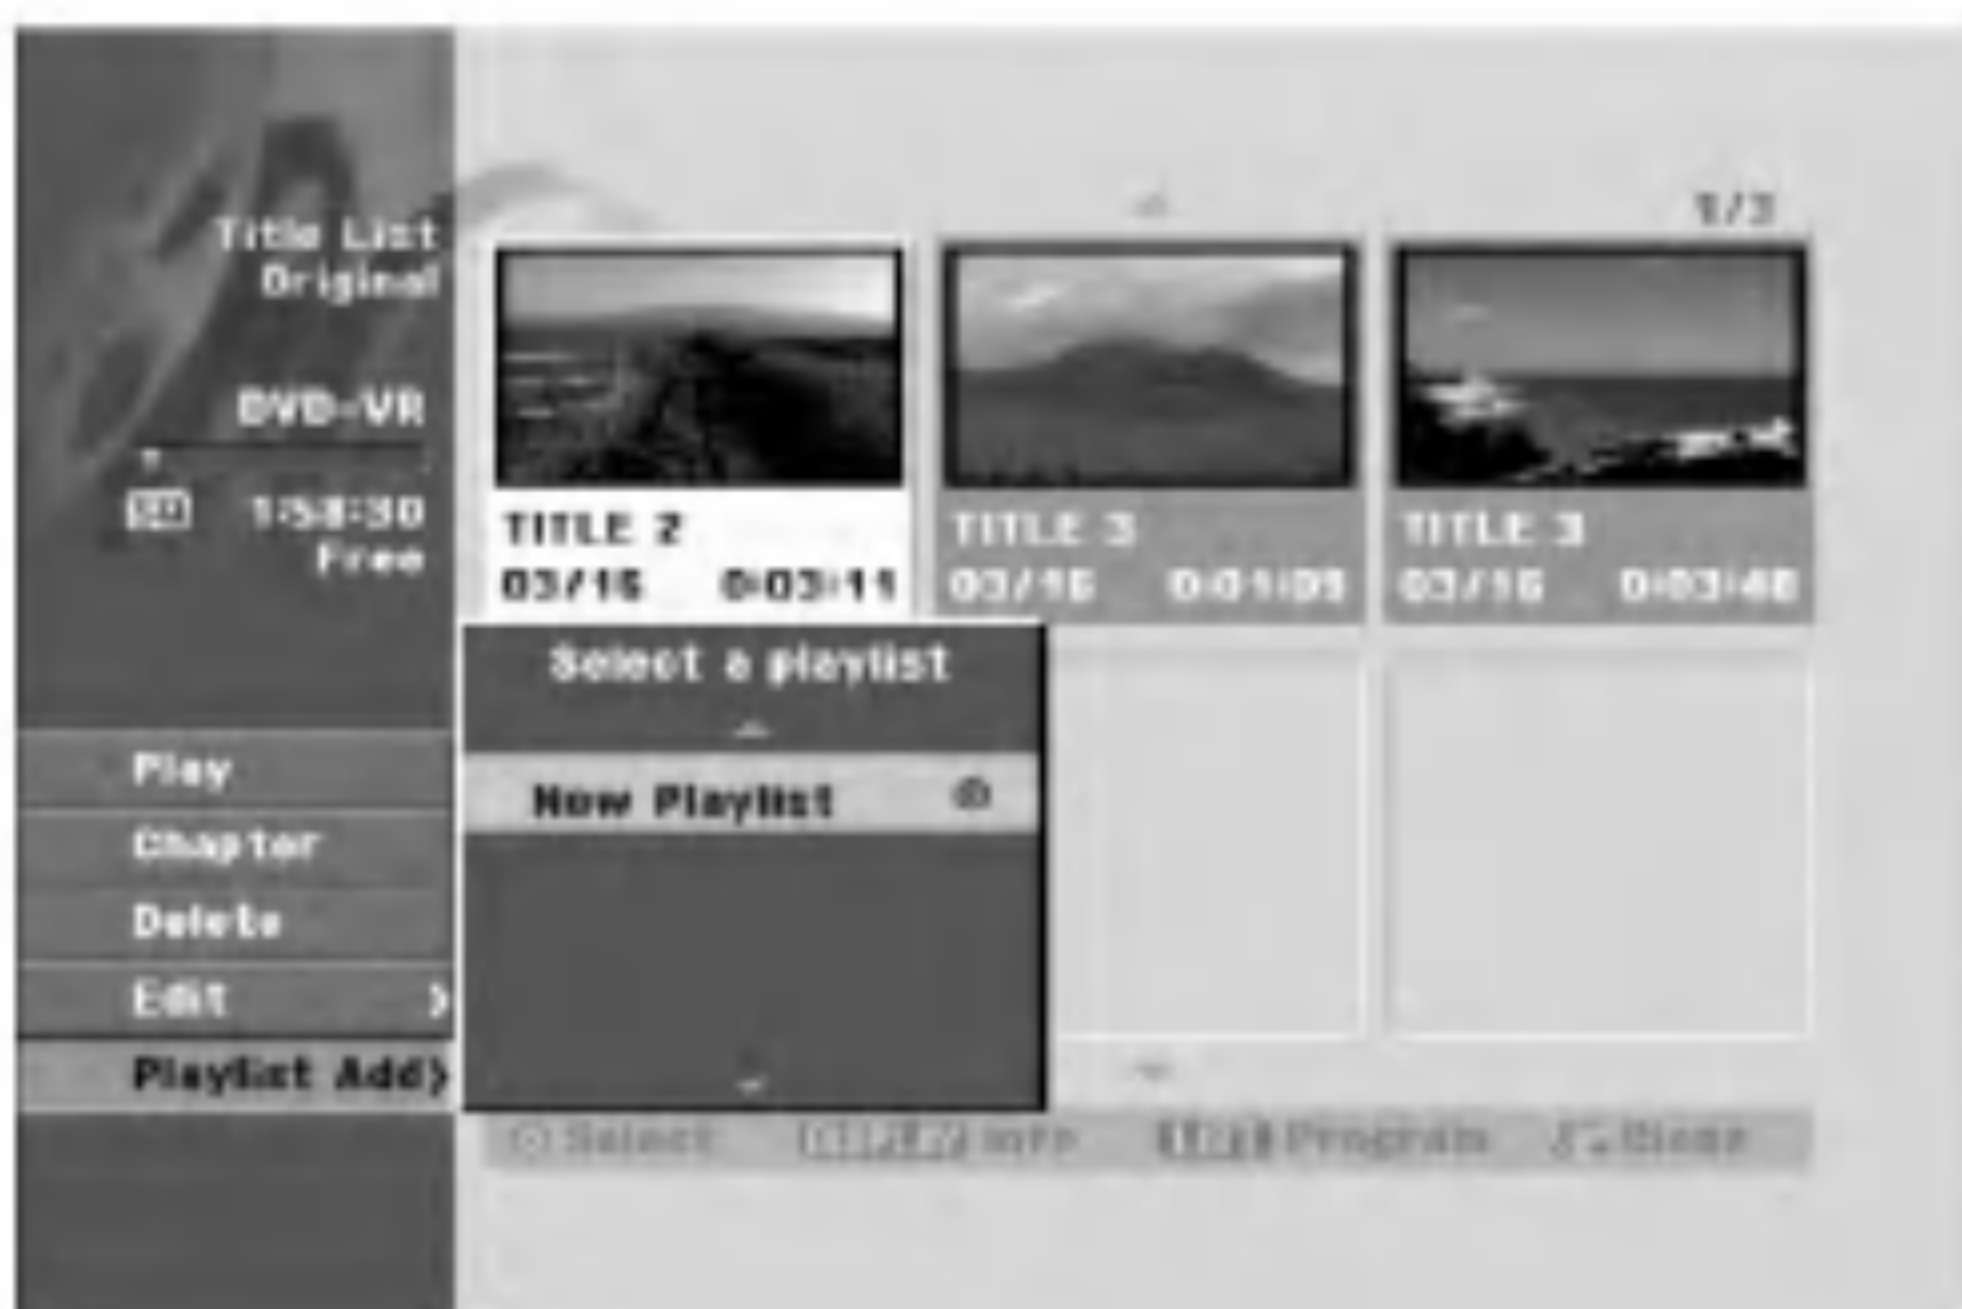 Title List
Original
DVD-VR
1:53:30
Free
Play
Chapter
Delete
Edit
Playlist Add
1/3
TITLE 2
03/16 0:03:11
TITLE 3
03/16
TITLE 3
03/16
Select a playlist
New Playlist
Select Info Program Close